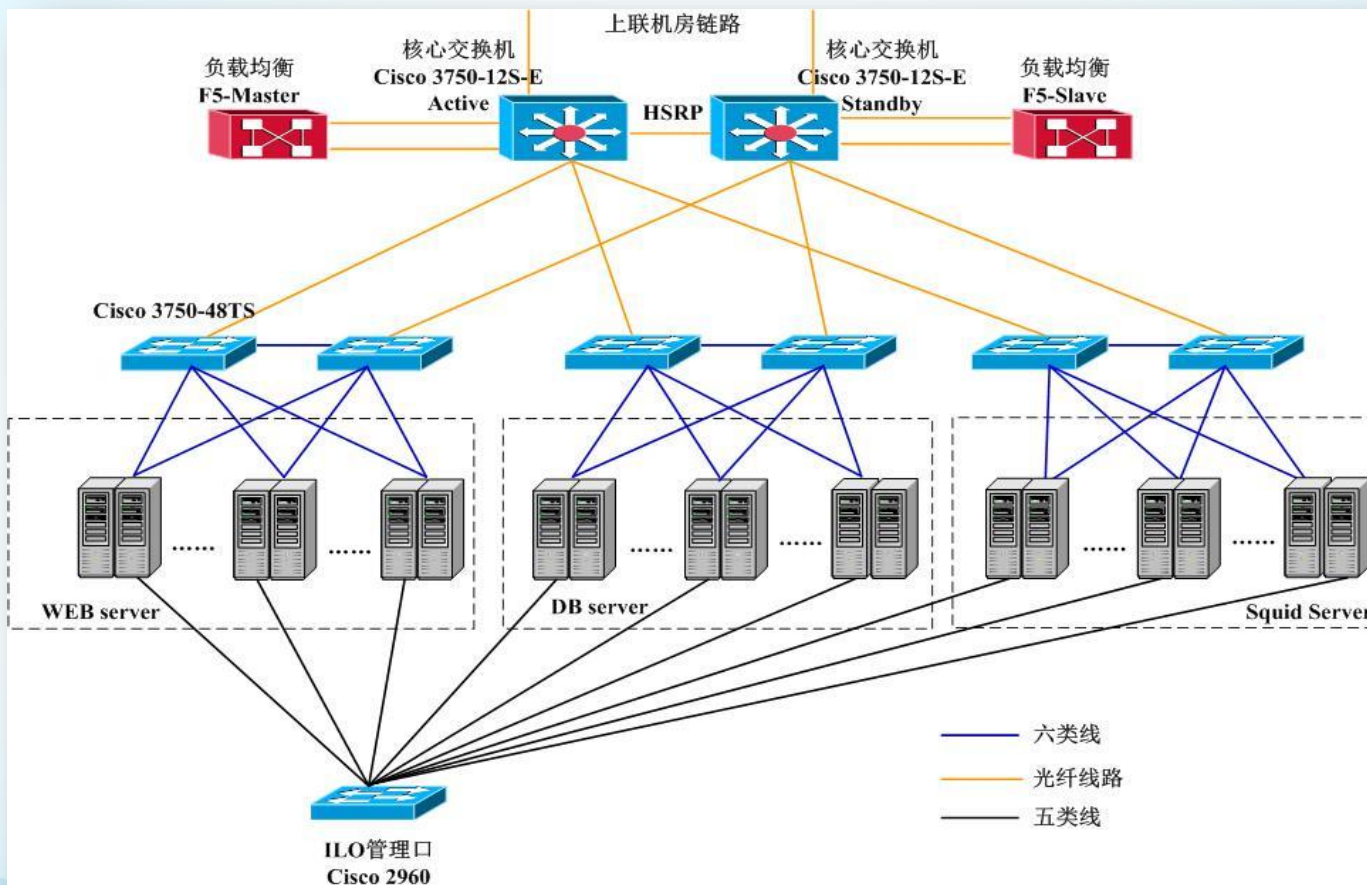 上联机房链路
核心交换机
Cisco 3750-12S-E
Active
核心交换机
Cisco 3750-12S-E
Standby
负载均衡
F5-Master
HSRP
负载均衡
F5-Slave
Cisco 3750-48TS
......
......
......
......
......
......
WEB server
DB server
Squid Server
六类线
光纤线路
五类线
ILO管理口
Cisco 2960